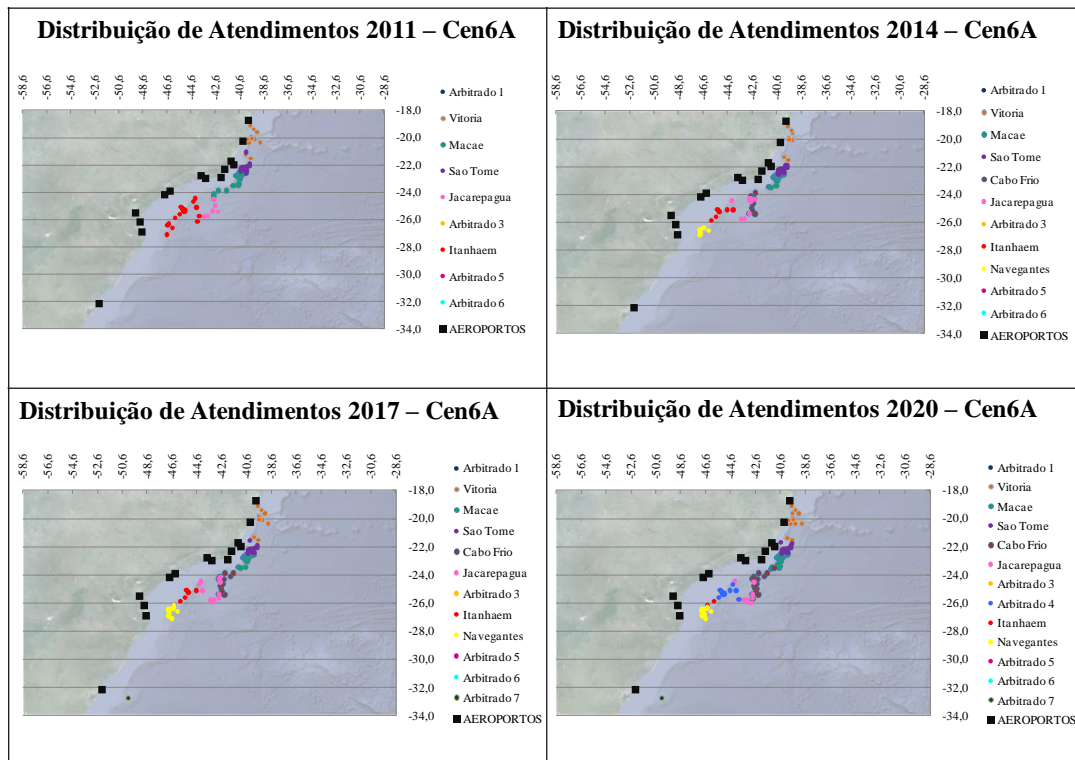 Distribuição de Atendimentos 2011 – Cen6A
-58,6 -56,6 -54,6 -51,6 -50,6 -48,6 -46,6 -44,6 -42,6 -40,6 -38,6 -36,6 -34,6 -32,6 -30,6 -28,6
-18,0
-20,0
-22,0
-24,0
-26,0
-28,0
-30,0
-32,0
-34,0
Arbitrado 1
Vitoria
Macae
Sao Tome
Jacarepagua
Arbitrado 3
Itanhaem
Arbitrado 5
Arbitrado 6
AEROPORTOS
Distribuição de Atendimentos 2014 – Cen6A
-58,6 -56,6 -54,6 -51,6 -50,6 -48,6 -46,6 -44,6 -42,6 -40,6 -38,6 -36,6 -34,6 -32,6 -30,6 -28,6
-18,0
-20,0
-22,0
-24,0
-26,0
-28,0
-30,0
-32,0
-34,0
Arbitrado 1
Vitoria
Macae
Sao Tome
Cabo Frio
Jacarepagua
Arbitrado 3
Itanhaem
Navegantes
Arbitrado 5
Arbitrado 6
AEROPORTOS
Distribuição de Atendimentos 2017 – Cen6A
-58,6 -56,6 -54,6 -51,6 -50,6 -48,6 -46,6 -44,6 -42,6 -40,6 -38,6 -36,6 -34,6 -32,6 -30,6 -28,6
-18,0
-20,0
-22,0
-24,0
-26,0
-28,0
-30,0
-32,0
-34,0
Arbitrado 1
Vitoria
Macae
Sao Tome
Cabo Frio
Jacarepagua
Arbitrado 3
Itanhaem
Navegantes
Arbitrado 5
Arbitrado 6
Arbitrado 7
AEROPORTOS
Distribuição de Atendimentos 2020 – Cen6A
-58,6 -56,6 -54,6 -51,6 -50,6 -48,6 -46,6 -44,6 -42,6 -40,6 -38,6 -36,6 -34,6 -32,6 -30,6 -28,6
-18,0
-20,0
-22,0
-24,0
-26,0
-28,0
-30,0
-32,0
-34,0
Arbitrado 1
Vitoria
Macae
Sao Tome
Cabo Frio
Jacarepagua
Arbitrado 3
Arbitrado 4
Itanhaem
Navegantes
Arbitrado 5
Arbitrado 6
Arbitrado 7
AEROPORTOS